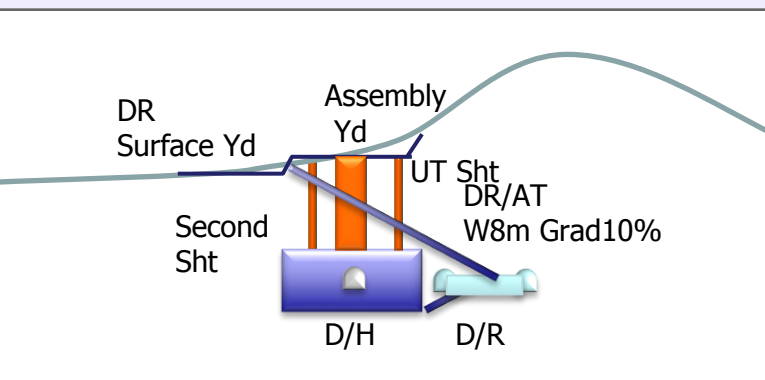 DR
Surface Yd
Assembly
Yd
UT Sht
DR/AT
W8m Grad10%
Second
Sht
D/H
D/R